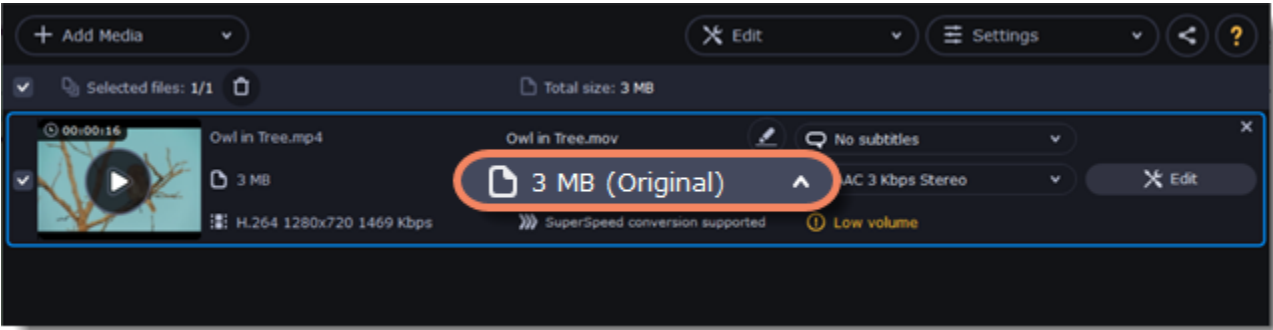 Add Media
Edit
Settings
?
Selected files: 1/1
Total size: 3 MB
00:00:16
Owl in Tree.mp4
Owl in Tree.mov
No subtitles
3 MB
3 MB (Original)
AAC 3 Kbps Stereo
Edit
H.264 1280x720 1469 Kbps
SuperSpeed conversion supported
Low volume